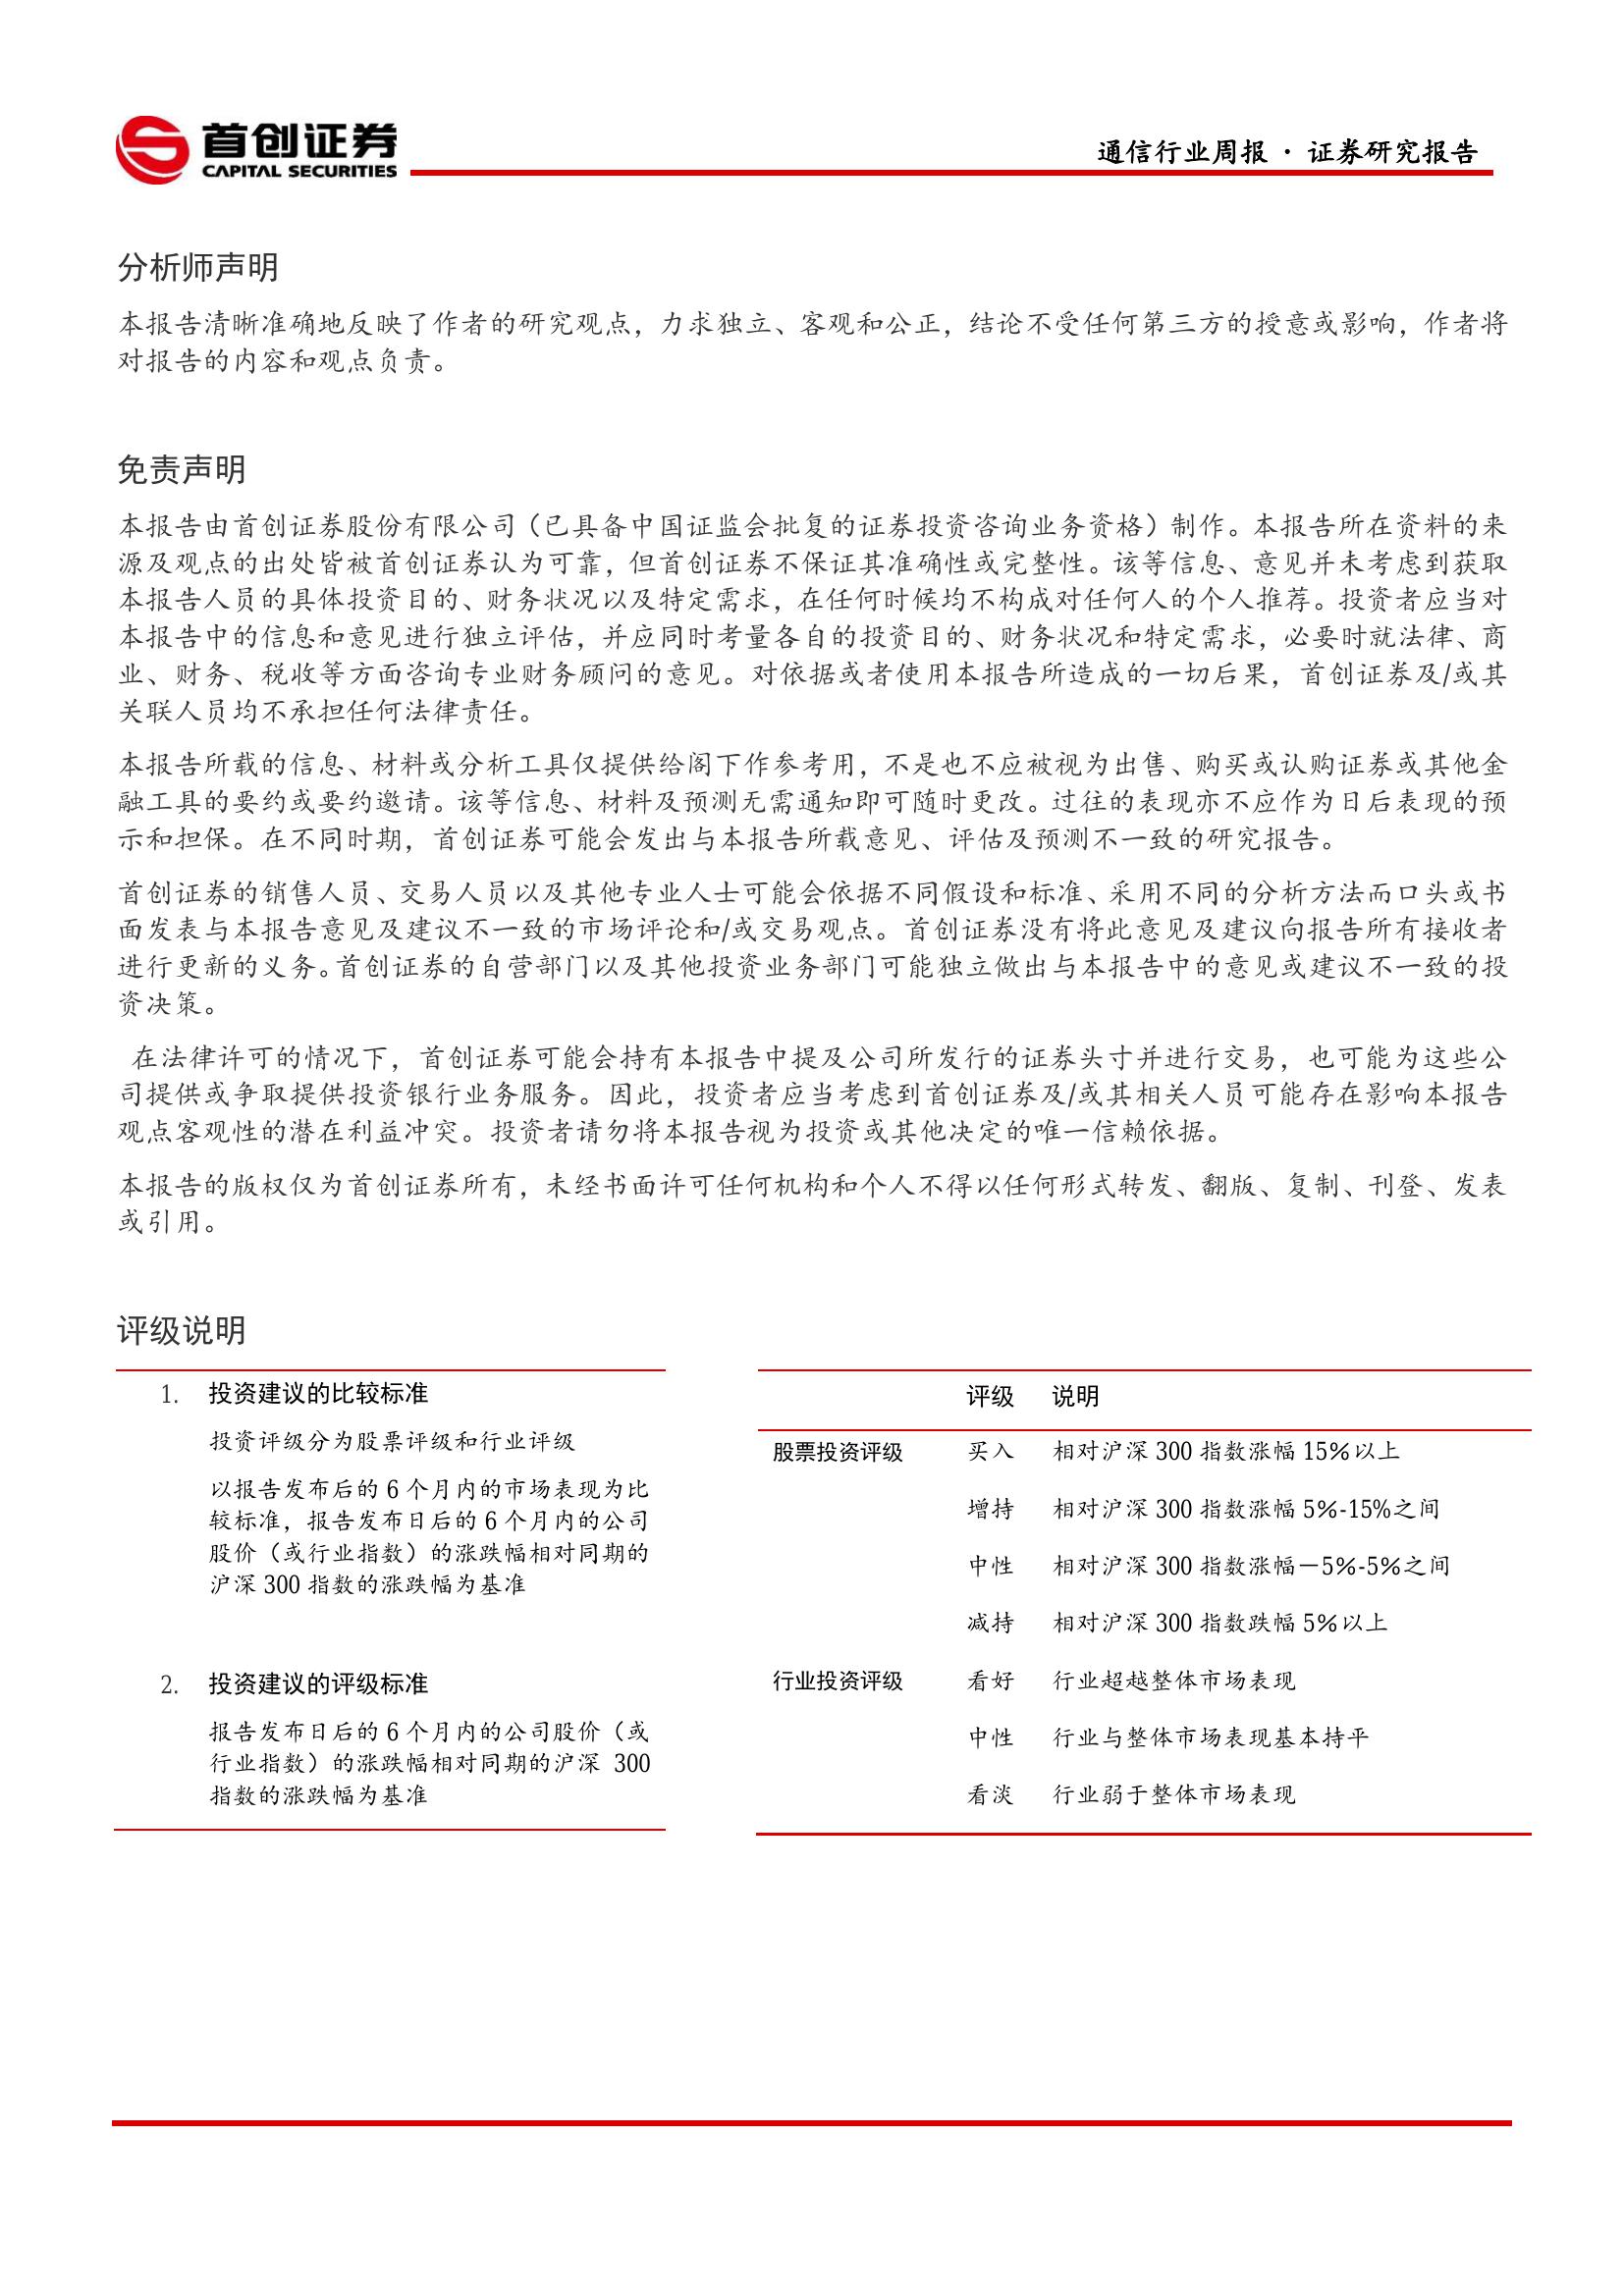 首创证券
CAPITAL SECURITIES
通信行业周报 · 证券研究报告
分析师声明
本报告清晰准确地反映了作者的研究观点，力求独立、客观和公正，结论不受任何第三方的授意或影响，作者将
对报告的内容和观点负责。
免责声明
本报告由首创证券股份有限公司（已具备中国证监会批复的证券投资咨询业务资格）制作。本报告所在资料的来
源及观点的出处皆被首创证券认为可靠，但首创证券不保证其准确性或完整性。该等信息、意见并未考虑到获取
本报告人员的具体投资目的、财务状况以及特定需求，在任何时候均不构成对任何人的个人推荐。投资者应当对
本报告中的信息和意见进行独立评估，并应同时考量各自的投资目的、财务状况和特定需求，必要时就法律、商
业、财务、税收等方面咨询专业财务顾问的意见。对依据或者使用本报告所造成的一切后果，首创证券及/或其
关联人员均不承担任何法律责任。
本报告所载的信息、材料或分析工具仅提供给阁下作参考用，不是也不应被视为出售、购买或认购证券或其他金
融工具的要约或要约邀请。该等信息、材料及预测无需通知即可随时更改。过往的表现亦不应作为日后表现的预
示和担保。在不同时期，首创证券可能会发出与本报告所载意见、评估及预测不一致的研究报告。
首创证券的销售人员、交易人员以及其他专业人士可能会依据不同假设和标准、采用不同的分析方法而口头或书
面发表与本报告意见及建议不一致的市场评论和/或交易观点。首创证券没有将此意见及建议向报告所有接收者
进行更新的义务。首创证券的自营部门以及其他投资业务部门可能独立做出与本报告中的意见或建议不一致的投
资决策。
在法律许可的情况下，首创证券可能会持有本报告中提及公司所发行的证券头寸并进行交易，也可能为这些公
司提供或争取提供投资银行业务服务。因此，投资者应当考虑到首创证券及/或其相关人员可能存在影响本报告
观点客观性的潜在利益冲突。投资者请勿将本报告视为投资或其他决定的唯一信赖依据。
本报告的版权仅为首创证券所有，未经书面许可任何机构和个人不得以任何形式转发、翻版、复制、刊登、发表
或引用。
评级说明
1. 投资建议的比较标准
投资评级分为股票评级和行业评级
以报告发布后的 6 个月内的市场表现为比
较标准，报告发布日后的 6 个月内的公司
股价（或行业指数）的涨跌幅相对同期的
沪深 300 指数的涨跌幅为基准
2. 投资建议的评级标准
报告发布日后的 6 个月内的公司股价（或
行业指数）的涨跌幅相对同期的沪深 300
指数的涨跌幅为基准
评级 说明
股票投资评级 买入 相对沪深 300 指数涨幅 15％以上
增持 相对沪深 300 指数涨幅 5％-15％之间
中性 相对沪深 300 指数涨幅－5％-5％之间
减持 相对沪深 300 指数跌幅 5％以上
行业投资评级 看好 行业超越整体市场表现
中性 行业与整体市场表现基本持平
看淡 行业弱于整体市场表现